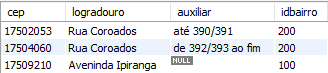 cep logradouro auxiliar idbairro
17502053 Rua Coroados até 390/391 200
17504060 Rua Coroados de 392/393 ao fim 200
17509210 Aveninda Ipiranga NULL 100